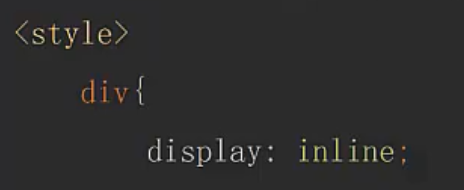 <style>
div{
display: inline;